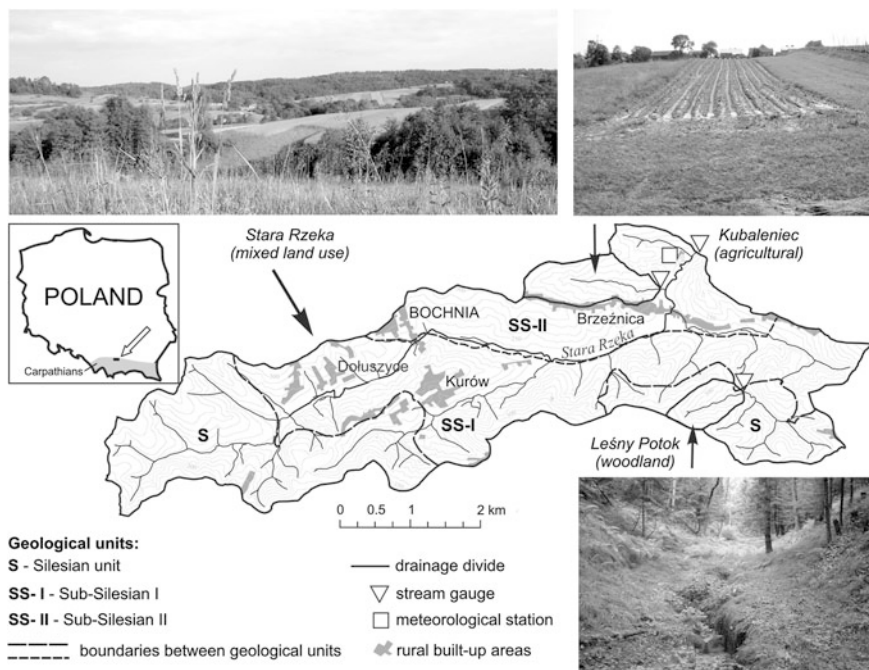 Stara Rzeka
(mixed land use)
Kubaleniec
(agricultural)
POLAND
Carpathians
BOCHNIA
SS-II
Brzeźnica
Stara Rzeka
Dołuszyce
Kurów
S
SS-I
S
Leśny Potok
(woodland)
0 0.5 1 2 km
Geological units:
S - Silesian unit
SS- I - Sub-Silesian I
SS- II - Sub-Silesian II
boundaries between geological units
drainage divide
stream gauge
meteorological station
rural built-up areas